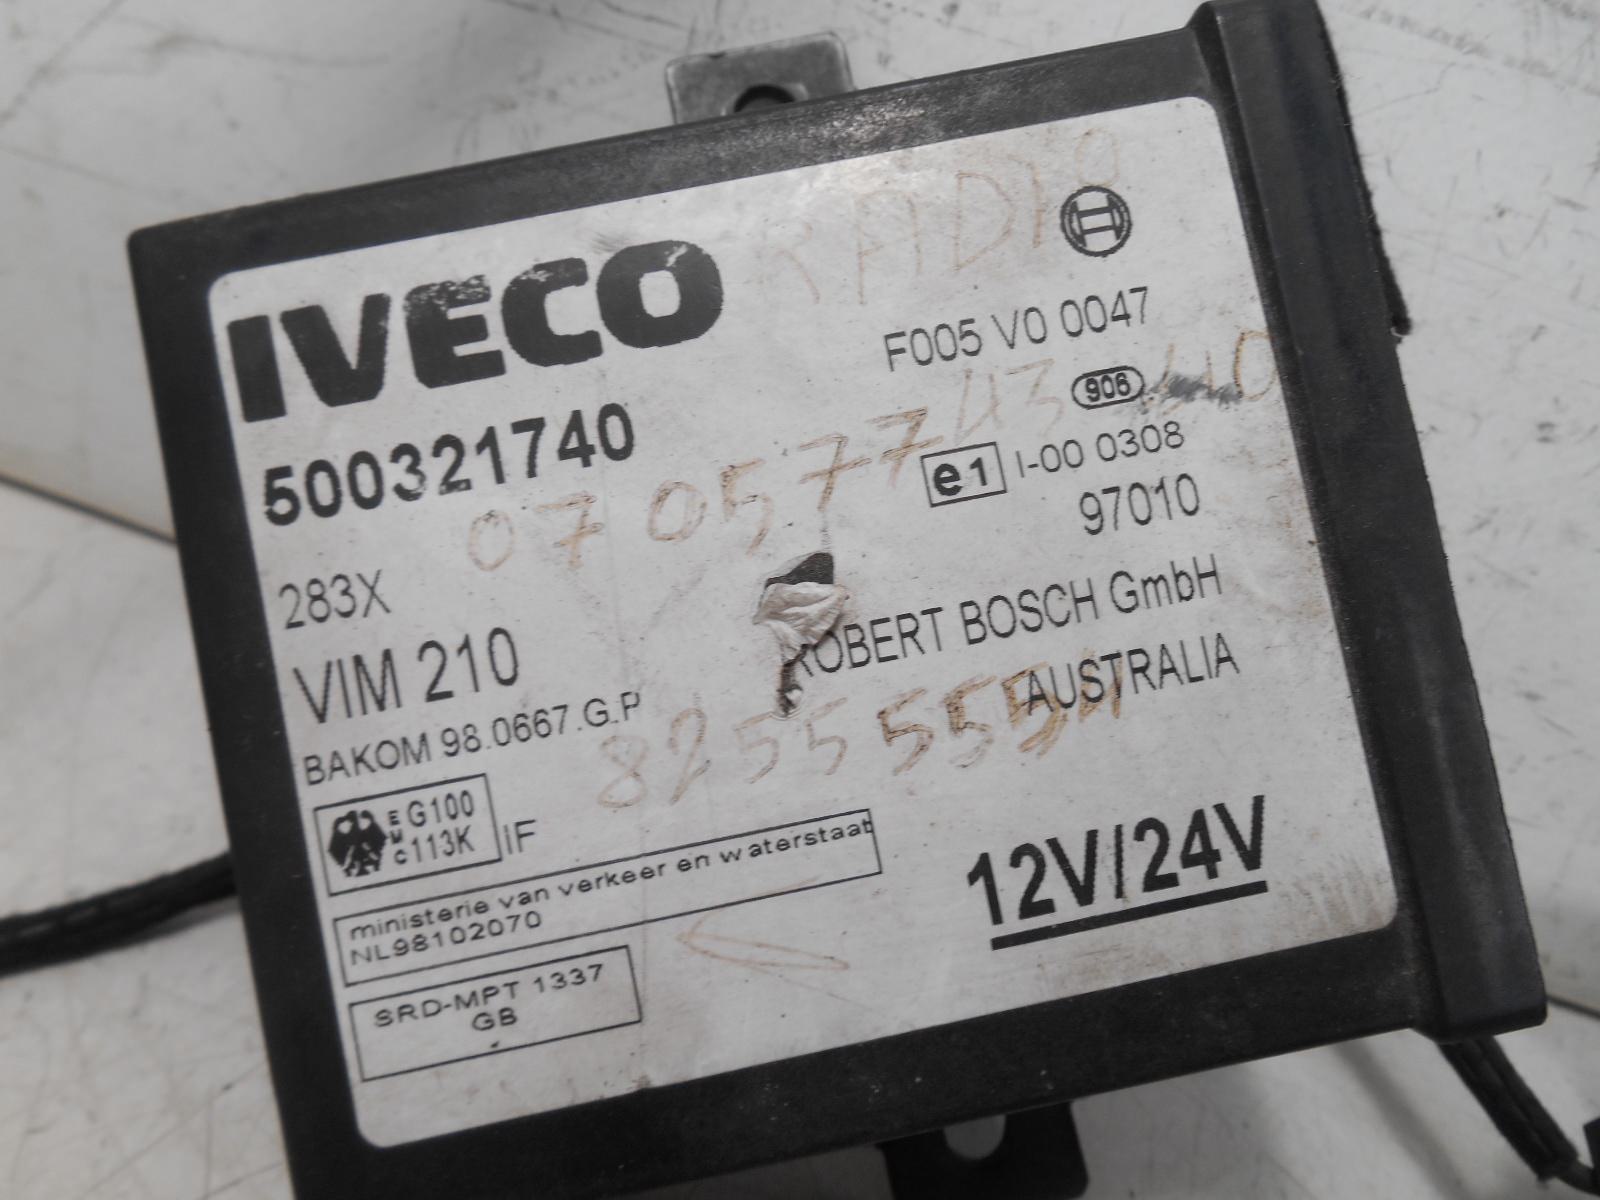 IVECO
RADIO
F005 V0 0047
500321740
906
e1 I-00 0308
97010
283X
VIM 210
ROBERT BOSCH GmbH
AUSTRALIA
BAKOM 98.0667.G.P
EMC G100
113K
IF
ministerie van verkeer en waterstaat
NL98102070
12V/24V
SRD-MPT 1337
GB